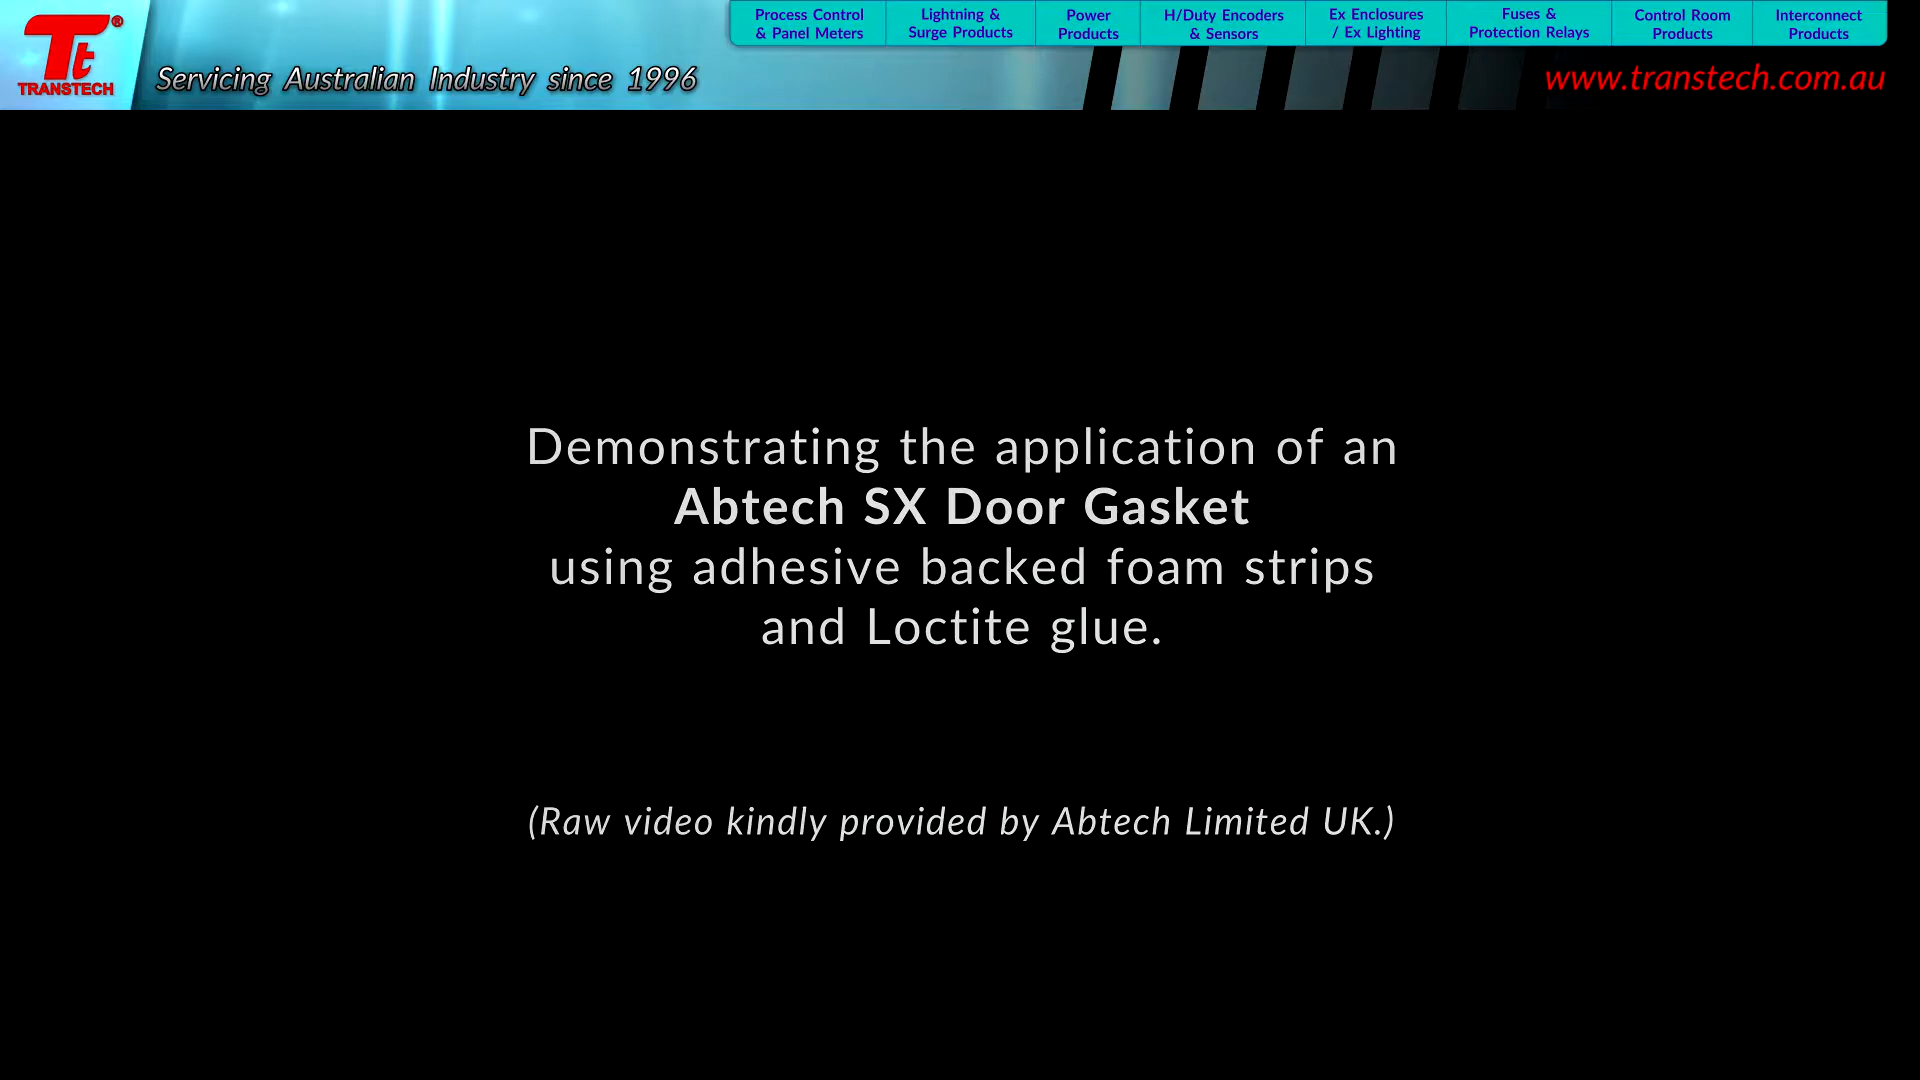 Tt®
TRANSTECH
Servicing Australian Industry since 1996
Process Control
& Panel Meters
Lightning &
Surge Products
Power
Products
H/Duty Encoders
& Sensors
Ex Enclosures
/ Ex Lighting
Fuses &
Protection Relays
Control Room
Products
Interconnect
Products
www.transtech.com.au
Demonstrating the application of an
Abtech SX Door Gasket
using adhesive backed foam strips
and Loctite glue.
(Raw video kindly provided by Abtech Limited UK.)